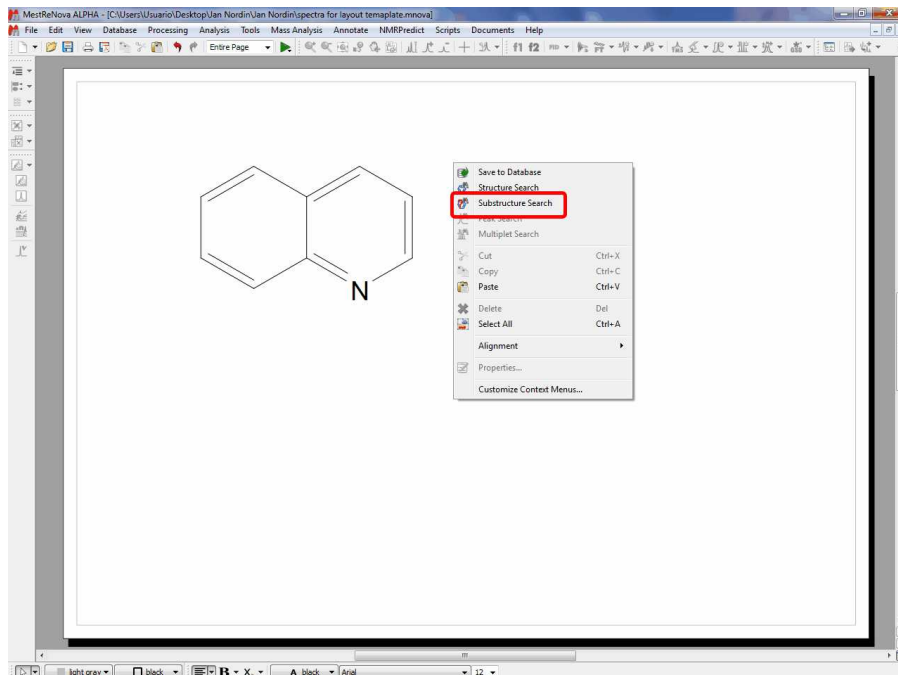 MestReNova ALPHA - [C:\Users\Usuario\Desktop\Jan Nordin\Jan Nordin\spectra for layout temaplate.mnova]
File Edit View Database Processing Analysis Tools Mass Analysis Annotate NMRPredict Scripts Documents Help
Entire Page f1 f2
Save to Database
Structure Search
Substructure Search
Peak Search
Multiplet Search
Cut Ctrl+X
Copy Ctrl+C
Paste Ctrl+V
Delete Del
Select All Ctrl+A
Alignment
Properties...
Customize Context Menus...
N
light gray black B X. A black Arial 12